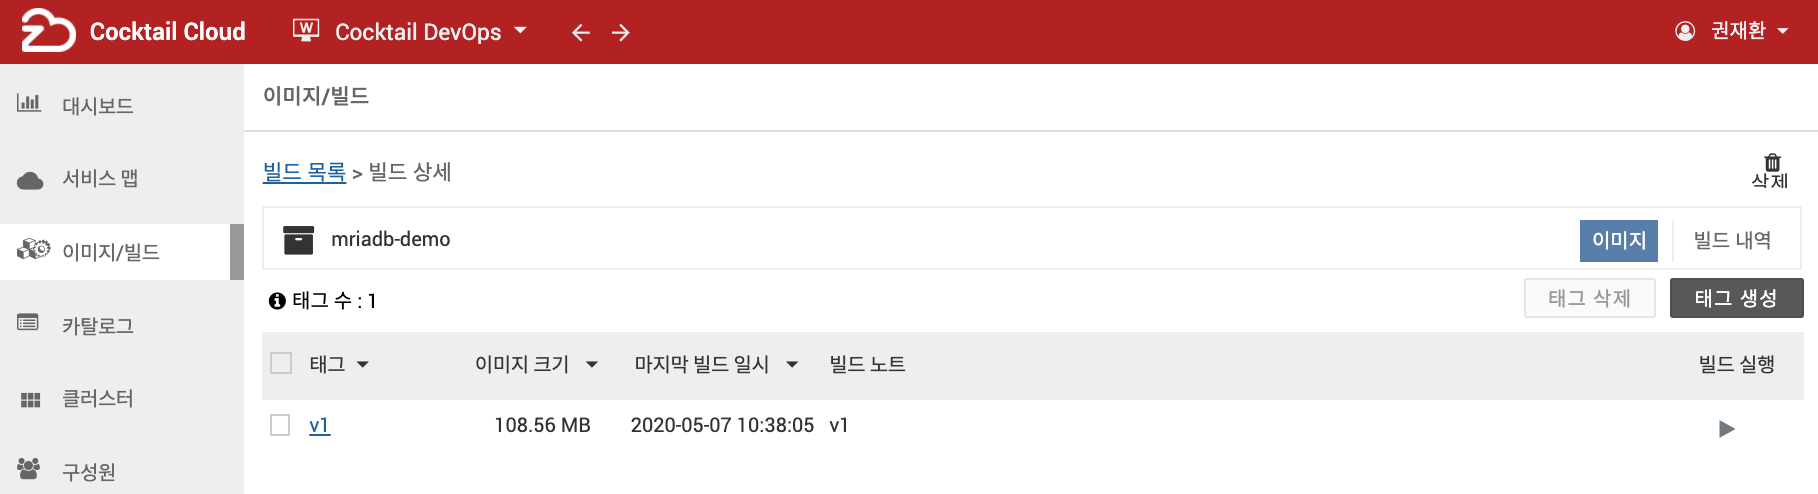 Cocktail Cloud
W Cocktail DevOps
권재환
대시보드
서비스 맵
이미지/빌드
카탈로그
클러스터
구성원
이미지/빌드
빌드 목록 > 빌드 상세
삭제
mriadb-demo
이미지
빌드 내역
태그 수 : 1
태그 삭제
태그 생성
태그 이미지 크기 마지막 빌드 일시 빌드 노트 빌드 실행
v1 108.56 MB 2020-05-07 10:38:05 v1